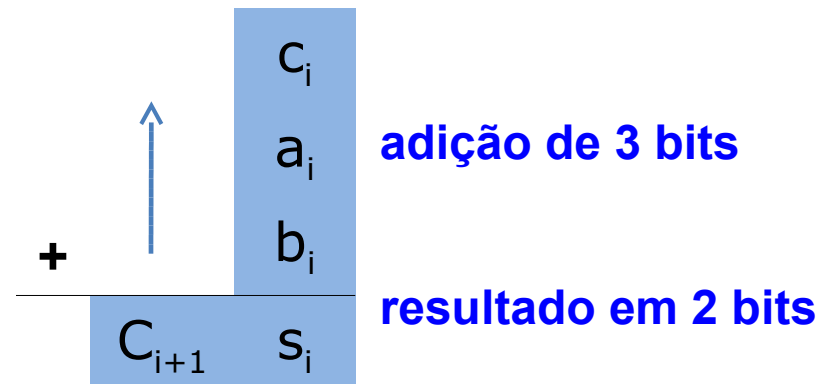 c_i
a_i adição de 3 bits
+ b_i
resultado em 2 bits
C_{i+1} s_i